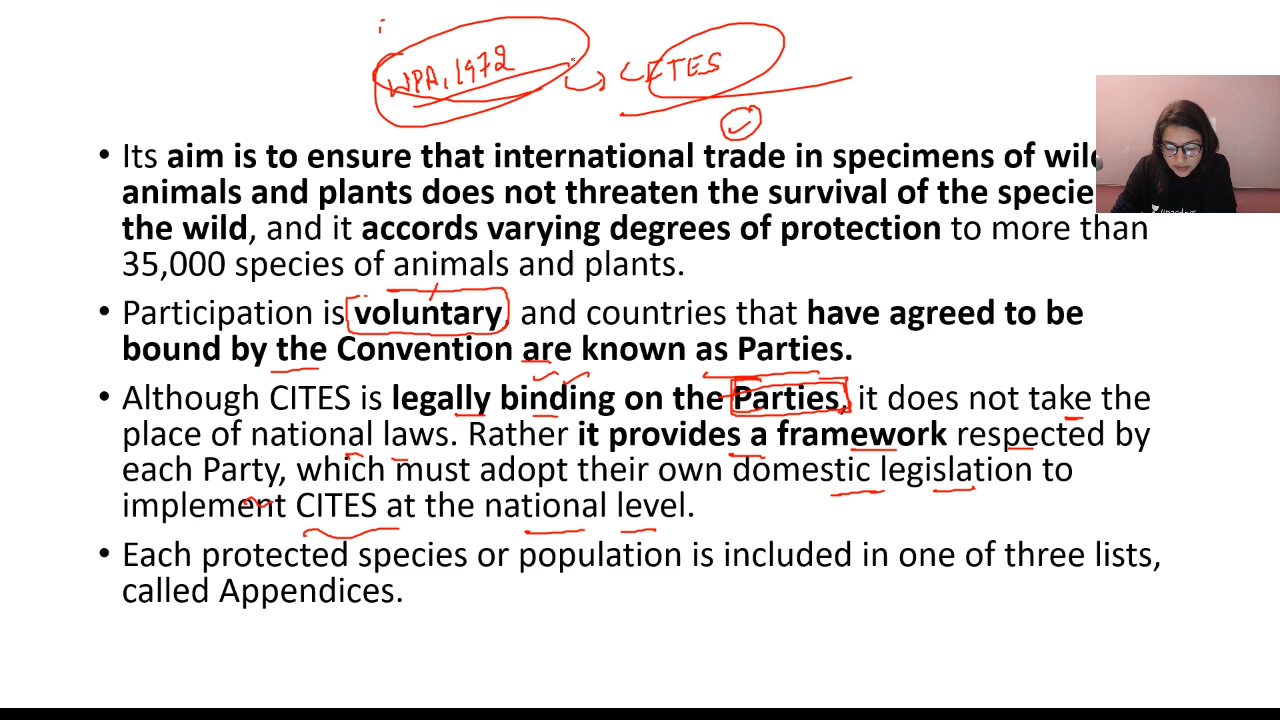 WPA, 1972 CITES
• Its aim is to ensure that international trade in specimens of wil
animals and plants does not threaten the survival of the specie
the wild, and it accords varying degrees of protection to more than
35,000 species of animals and plants.
• Participation is voluntary, and countries that have agreed to be
bound by the Convention are known as Parties.
• Although CITES is legally binding on the Parties, it does not take the
place of national laws. Rather it provides a framework respected by
each Party, which must adopt their own domestic legislation to
implement CITES at the national level.
• Each protected species or population is included in one of three lists,
called Appendices.